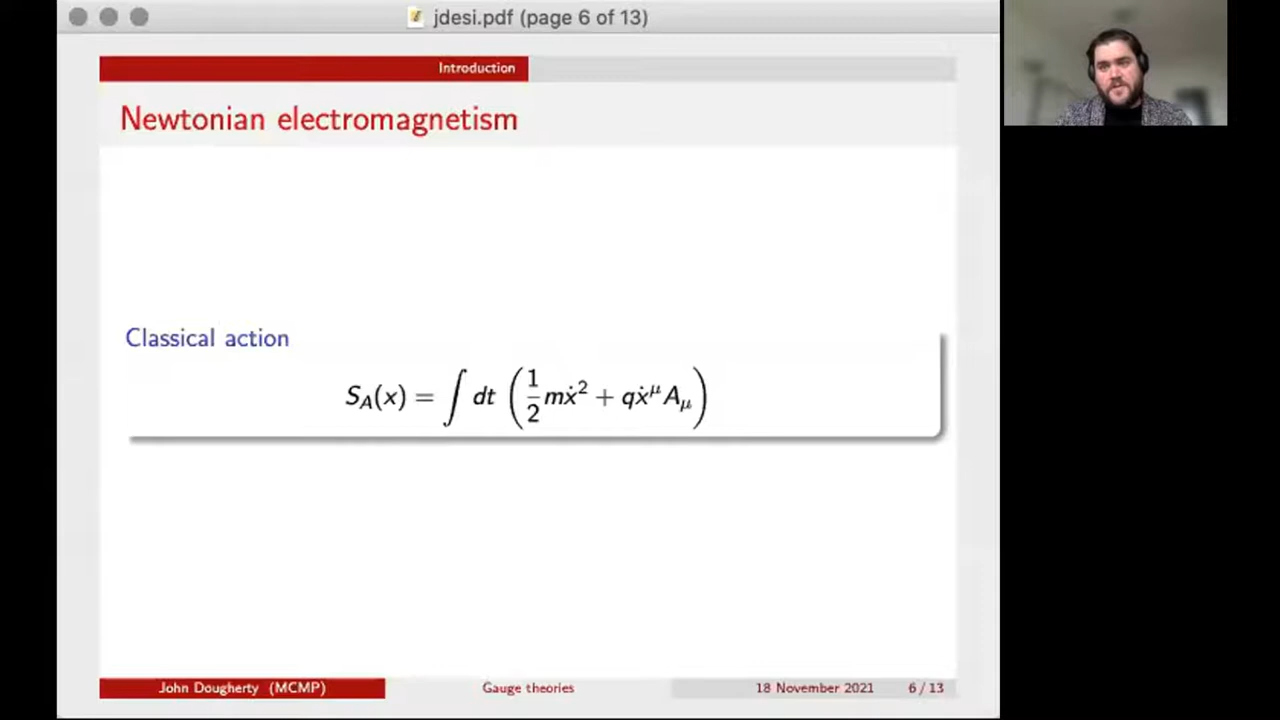 jdesi.pdf (page 6 of 13)
Introduction
Newtonian electromagnetism
Classical action
S_A(x) = ∫ dt (1/2 mẋ² + qẋ^μ A_μ)
John Dougherty (MCMP)
Gauge theories
18 November 2021
6 / 13